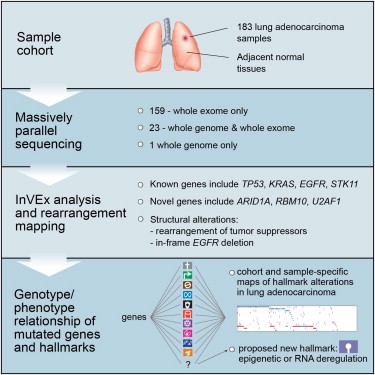 Sample
cohort
183 lung adenocarcinoma
samples
Adjacent normal
tissues
Massively
parallel
sequencing
159 - whole exome only
23 - whole genome & whole exome
1 whole genome only
InVEx analysis
and rearrangement
mapping
Known genes include TP53, KRAS, EGFR, STK11
Novel genes include ARID1A, RBM10, U2AF1
Structural alterations:
- rearrangement of tumor suppressors
- in-frame EGFR deletion
Genotype/
phenotype
relationship of
mutated genes
and hallmarks
genes
?
cohort and sample-specific
maps of hallmark alterations
in lung adenocarcinoma
proposed new hallmark:
epigenetic or RNA deregulation